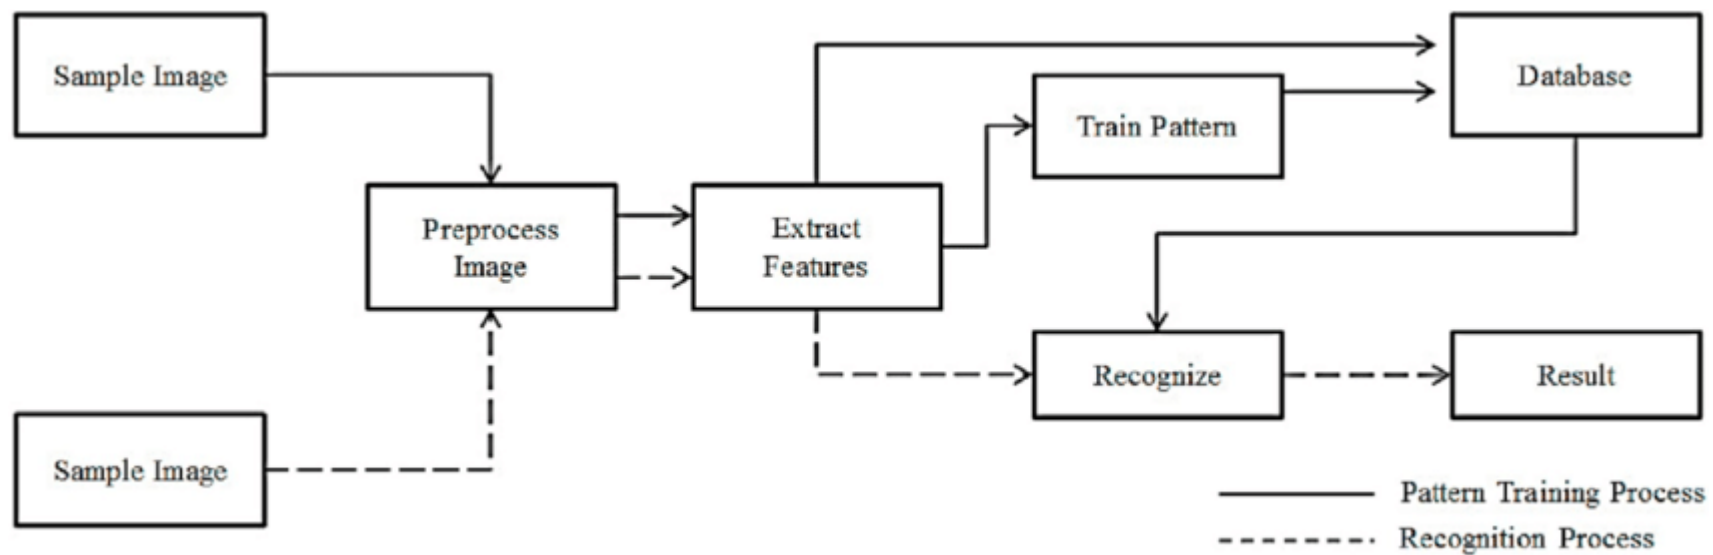 Sample Image
Database
Train Pattern
Preprocess
Image
Extract
Features
Recognize
Result
Sample Image
Pattern Training Process
Recognition Process